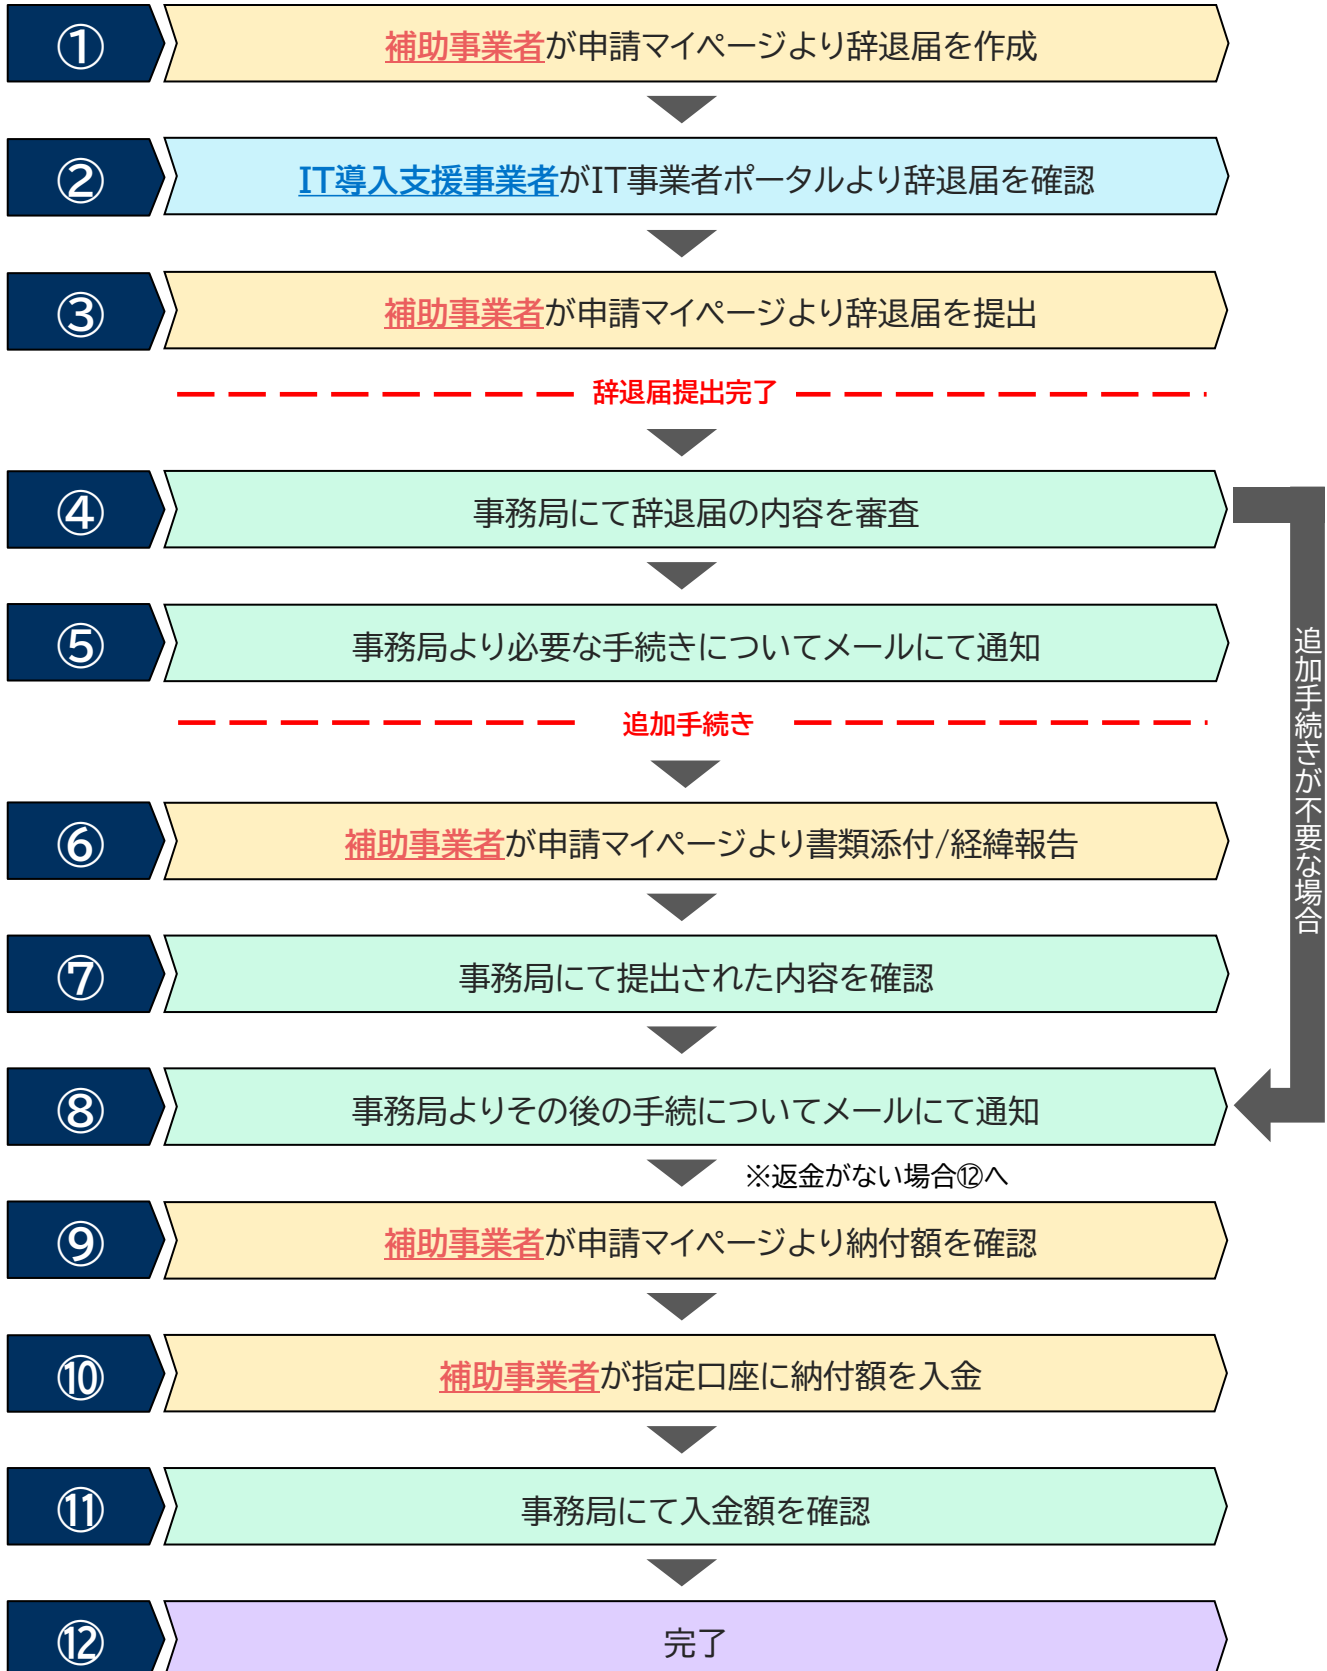 ① 補助事業者が申請マイページより辞退届を作成
② IT導入支援事業者がIT事業者ポータルより辞退届を確認
③ 補助事業者が申請マイページより辞退届を提出
辞退届提出完了
④ 事務局にて辞退届の内容を審査
⑤ 事務局より必要な手続きについてメールにて通知
追加手続き
追加手続きが不要な場合
⑥ 補助事業者が申請マイページより書類添付/経緯報告
⑦ 事務局にて提出された内容を確認
⑧ 事務局よりその後の手続についてメールにて通知
※返金がない場合⑫へ
⑨ 補助事業者が申請マイページより納付額を確認
⑩ 補助事業者が指定口座に納付額を入金
⑪ 事務局にて入金額を確認
⑫ 完了